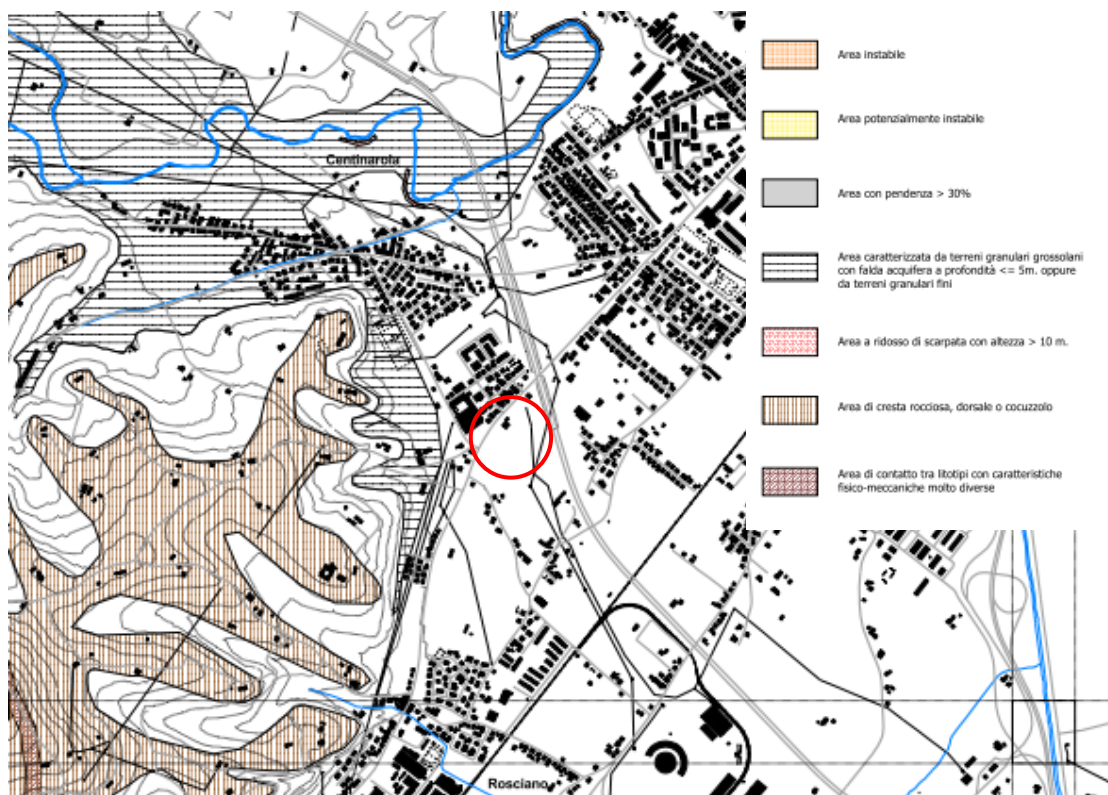 Area instabile
Area potenzialmente instabile
Centinarola
Area con pendenza > 30%
Area caratterizzata da terreni granulari grossolani
con falda acquifera a profondità <= 5m. oppure
da terreni granulari fini
Area a ridosso di scarpata con altezza > 10 m.
Area di cresta rocciosa, dorsale o cocuzzolo
Area di contatto tra litotipi con caratteristiche
fisico-meccaniche molto diverse
Rosciano